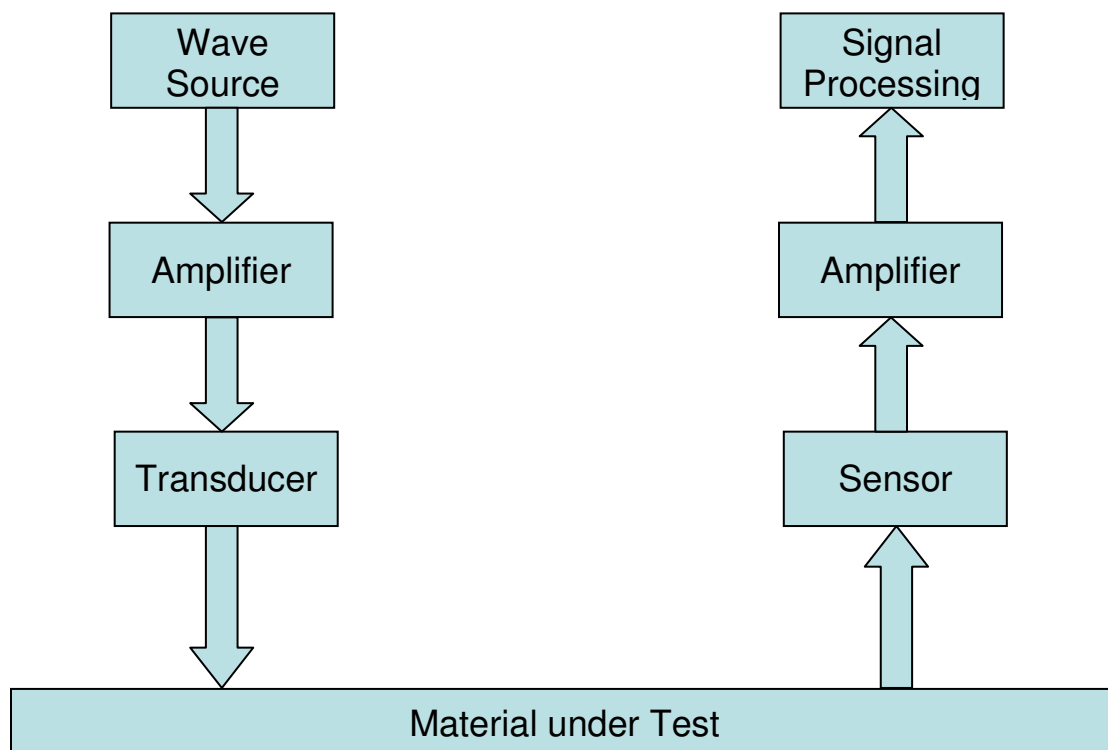 Wave
Source
Signal
Processing
Amplifier
Amplifier
Transducer
Sensor
Material under Test